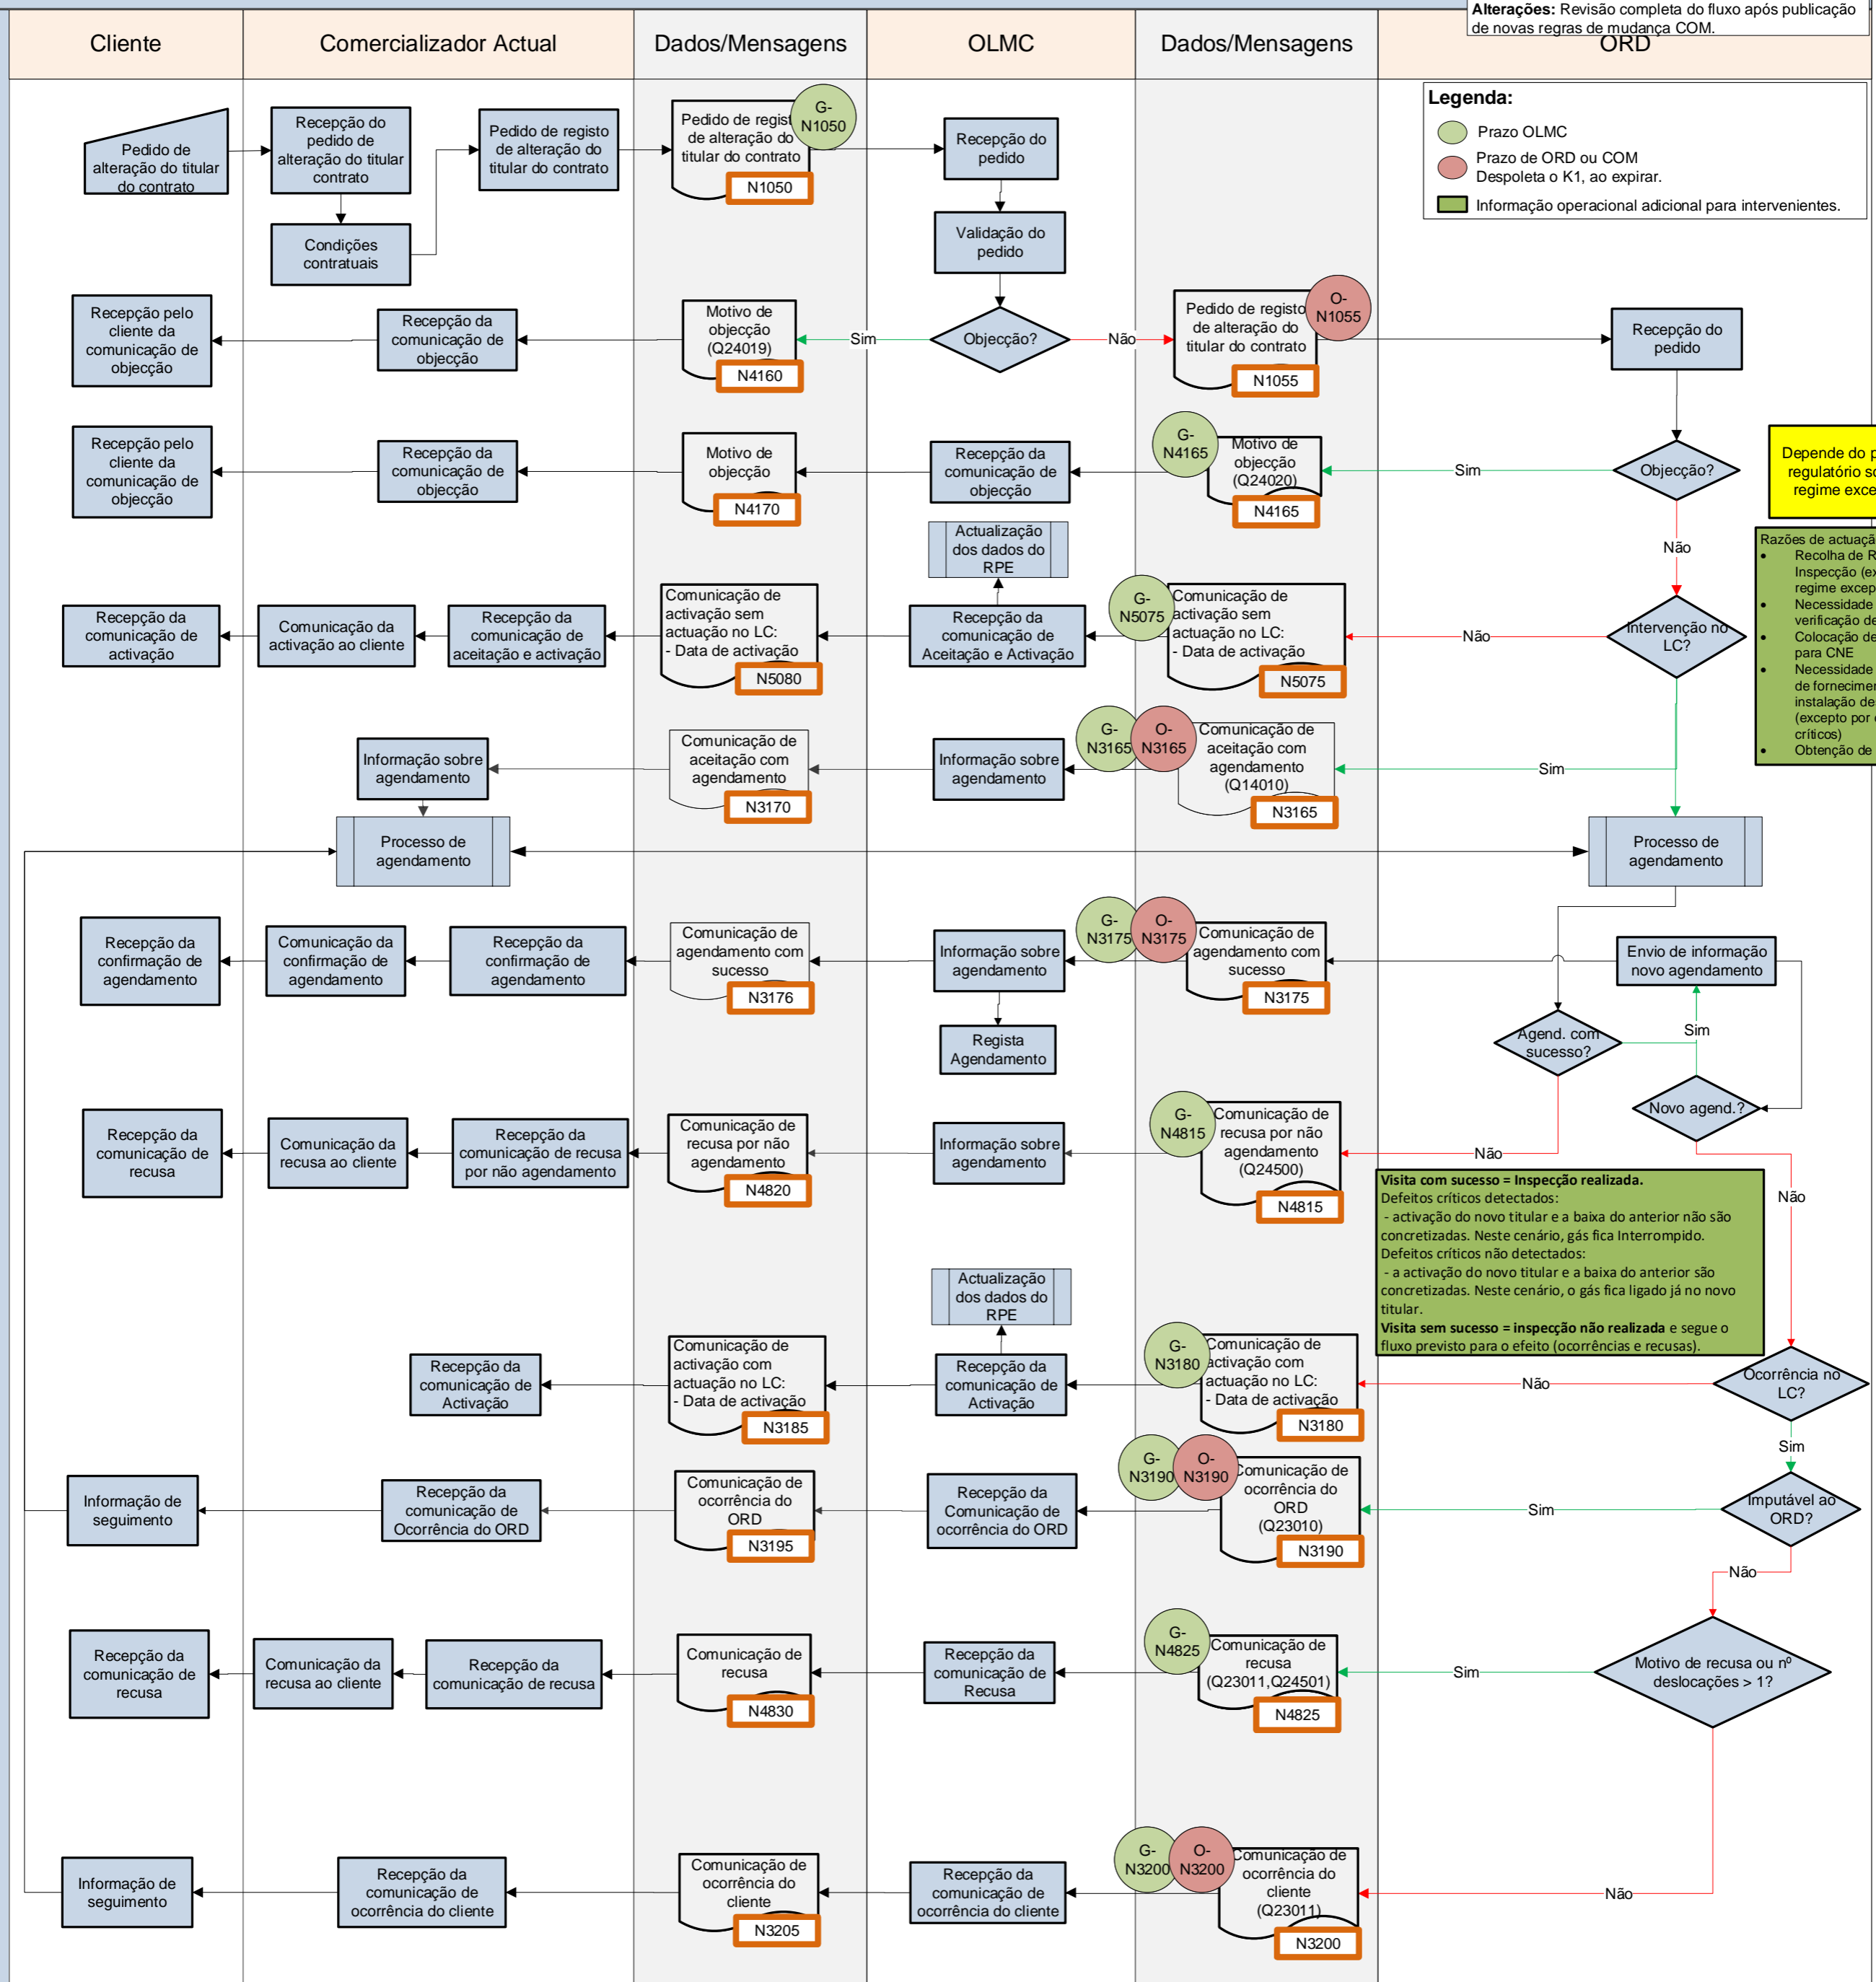 Alterações: Revisão completa do fluxo após publicação
de novas regras de mudança COM.
Cliente
Comercializador Actual
Dados/Mensagens
OLMC
Dados/Mensagens
ORD
Legenda:
Prazo OLMC
Prazo de ORD ou COM
Despoleta o K1, ao expirar.
Informação operacional adicional para intervenientes.
Pedido de
alteração do titular
do contrato
Recepção do
pedido de
alteração do titular
contrato
Condições
contratuais
Pedido de registo
de alteração do
titular do contrato
Pedido de regist
de alteração do
titular do contrato
G-
N1050
N1050
Recepção do
pedido
Validação do
pedido
Recepção pelo
cliente da
comunicação de
objecção
Recepção da
comunicação de
objecção
Motivo de
objecção
(Q24019)
N4160
Sim
Objecção?
Não
Pedido de registo
de alteração do
titular do contrato
O-
N1055
N1055
Recepção do
pedido
Recepção pelo
cliente da
comunicação de
objecção
Recepção da
comunicação de
objecção
Motivo de
objecção
N4170
Recepção da
comunicação de
objecção
G-
N4165
Motivo de
objecção
(Q24020)
N4165
Sim
Objecção?
Depende do p
regulatório so
regime exce
Não
Actualização
dos dados do
RPE
Razões de actuaçã
• Recolha de R
Inspecção (ex
regime excep
• Necessidade
verificação de
• Colocação de
para CNE
• Necessidade
de fornecimen
instalação des
(excepto por d
críticos)
• Obtenção de
Recepção da
comunicação de
activação
Comunicação da
activação ao cliente
Recepção da
comunicação de
aceitação e activação
Comunicação de
activação sem
actuação no LC:
- Data de activação
N5080
Recepção da
comunicação de
Aceitação e Activação
G-
N5075
Comunicação de
activação sem
actuação no LC:
- Data de activação
N5075
Não
Intervenção no
LC?
Informação sobre
agendamento
Comunicação de
aceitação com
agendamento
N3170
Informação sobre
agendamento
G-
N3165
O-
N3165
Comunicação de
aceitação com
agendamento
(Q14010)
N3165
Sim
Processo de
agendamento
Processo de
agendamento
Recepção da
confirmação de
agendamento
Comunicação da
confirmação de
agendamento
Recepção da
confirmação de
agendamento
Comunicação de
agendamento com
sucesso
N3176
Informação sobre
agendamento
G-
N3175
O-
N3175
Comunicação de
agendamento com
sucesso
N3175
Envio de informação
novo agendamento
Regista
Agendamento
Agend. com
sucesso?
Sim
Novo agend.?
Recepção da
comunicação de
recusa
Comunicação da
recusa ao cliente
Recepção da
comunicação de recusa
por não agendamento
Comunicação de
recusa por não
agendamento
N4820
Informação sobre
agendamento
G-
N4815
Comunicação de
recusa por não
agendamento
(Q24500)
N4815
Não
Não
Visita com sucesso = Inspecção realizada.
Defeitos críticos detectados:
- activação do novo titular e a baixa do anterior não são
concretizadas. Neste cenário, gás fica Interrompido.
Defeitos críticos não detectados:
- a activação do novo titular e a baixa do anterior são
concretizadas. Neste cenário, o gás fica ligado já no novo
titular.
Visita sem sucesso = inspecção não realizada e segue o
fluxo previsto para o efeito (ocorrências e recusas).
Actualização
dos dados do
RPE
Recepção da
comunicação de
Activação
Comunicação de
activação com
actuação no LC:
- Data de activação
N3185
Recepção da
comunicação de
Activação
G-
N3180
Comunicação de
activação com
actuação no LC:
- Data de activação
N3180
Não
Ocorrência no
LC?
Sim
Informação de
seguimento
Recepção da
comunicação de
Ocorrência do ORD
Comunicação de
ocorrência do
ORD
N3195
Recepção da
Comunicação de
ocorrência do ORD
G-
N3190
O-
N3190
Comunicação de
ocorrência do
ORD
(Q23010)
N3190
Sim
Imputável ao
ORD?
Não
Recepção da
comunicação de
recusa
Comunicação da
recusa ao cliente
Recepção da
comunicação de recusa
Comunicação de
recusa
N4830
Recepção da
comunicação de
Recusa
G-
N4825
Comunicação de
recusa
(Q23011,Q24501)
N4825
Sim
Motivo de recusa ou nº
deslocações > 1?
Informação de
seguimento
Recepção da
comunicação de
ocorrência do cliente
Comunicação de
ocorrência do
cliente
N3205
Recepção da
comunicação de
ocorrência do cliente
G-
N3200
O-
N3200
Comunicação de
ocorrência do
cliente
(Q23011)
N3200
Não